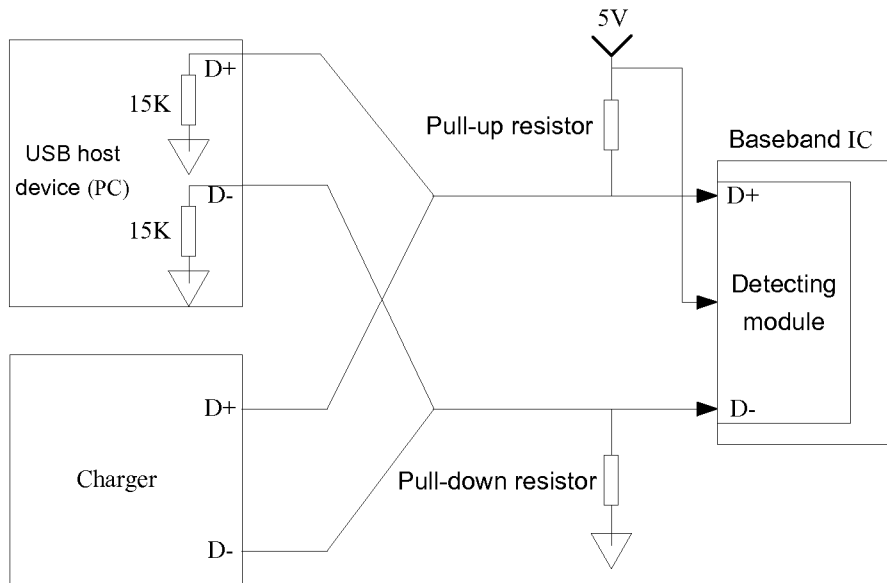 5V
D+
15K
Pull-up resistor
Baseband IC
USB host
device (PC)
D-
15K
D+
Detecting
module
D+
D-
Charger
Pull-down resistor
D-